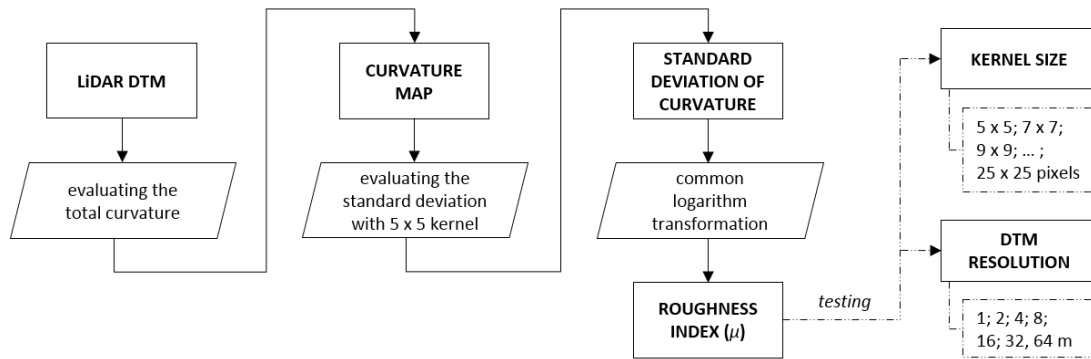 LiDAR DTM
evaluating the
total curvature
CURVATURE
MAP
evaluating the
standard deviation
with 5 x 5 kernel
STANDARD
DEVIATION OF
CURVATURE
common
logarithm
transformation
ROUGHNESS
INDEX (μ)
testing
KERNEL SIZE
5 x 5; 7 x 7;
9 x 9; ... ;
25 x 25 pixels
DTM
RESOLUTION
1; 2; 4; 8;
16; 32, 64 m